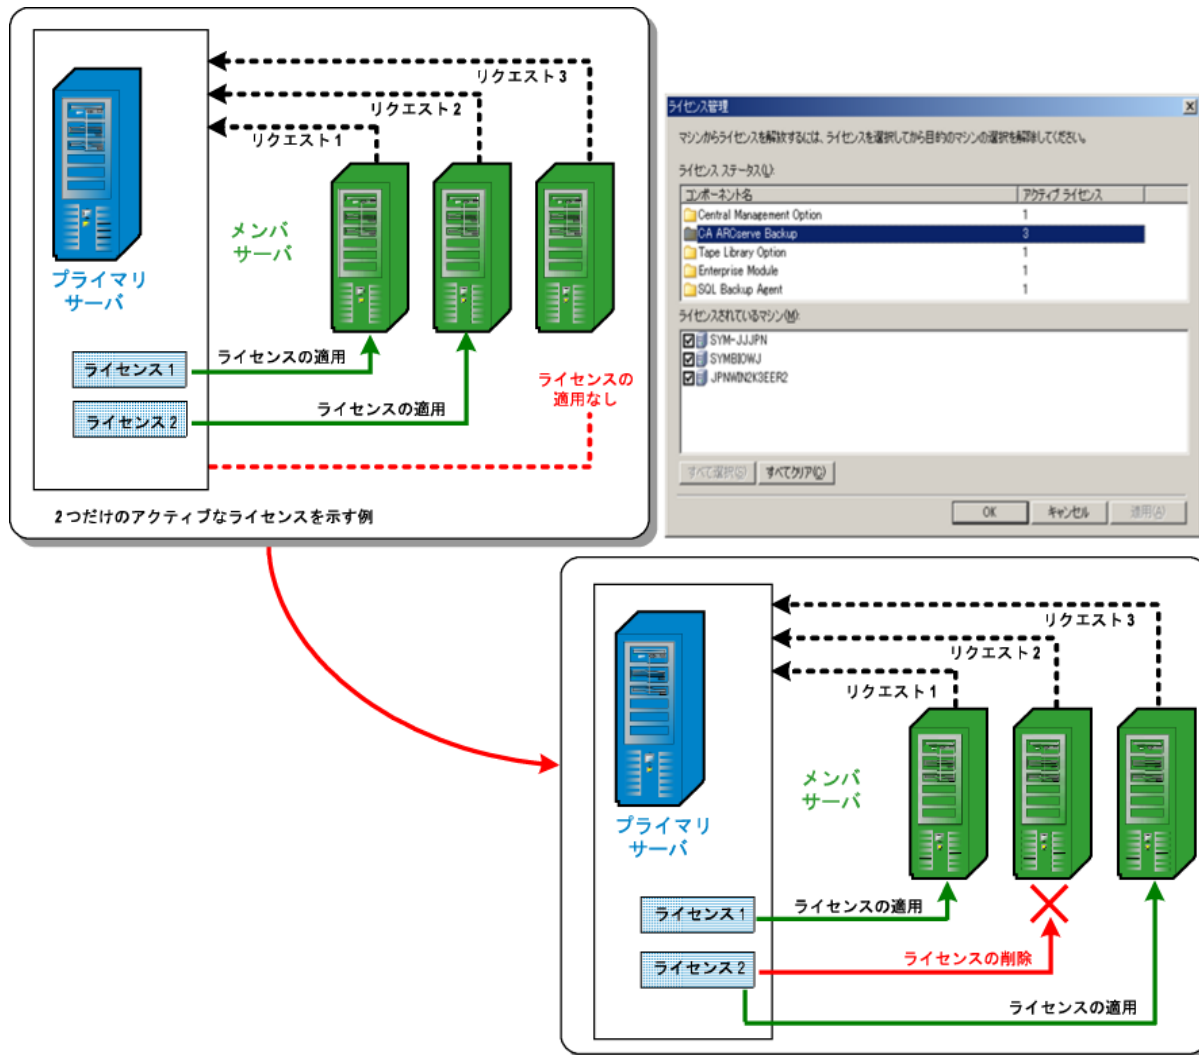 リクエスト3
リクエスト2
リクエスト1
メンバ
サーバ
プライマリ
サーバ
ライセンス1
ライセンスの適用
ライセンス2
ライセンスの適用
ライセンスの
適用なし
2つだけのアクティブなライセンスを示す例
ライセンス管理
マシンからライセンスを解放するには、ライセンスを選択してから目的のマシンの選択を解除してください。
ライセンス ステータス(L):
コンポーネント名 アクティブ ライセンス
Central Management Option 1
CA ARCserve Backup 3
Tape Library Option 1
Enterprise Module 1
SQL Backup Agent 1
ライセンスされているマシン(M):
SYM-JJJPN
SYMBIOWJ
JPNWIN2K3EER2
すべて選択(S) すべてクリア(C)
OK キャンセル 適用(A)
リクエスト3
リクエスト2
リクエスト1
メンバ
サーバ
プライマリ
サーバ
ライセンス1
ライセンスの適用
ライセンス2
ライセンスの削除
ライセンスの適用